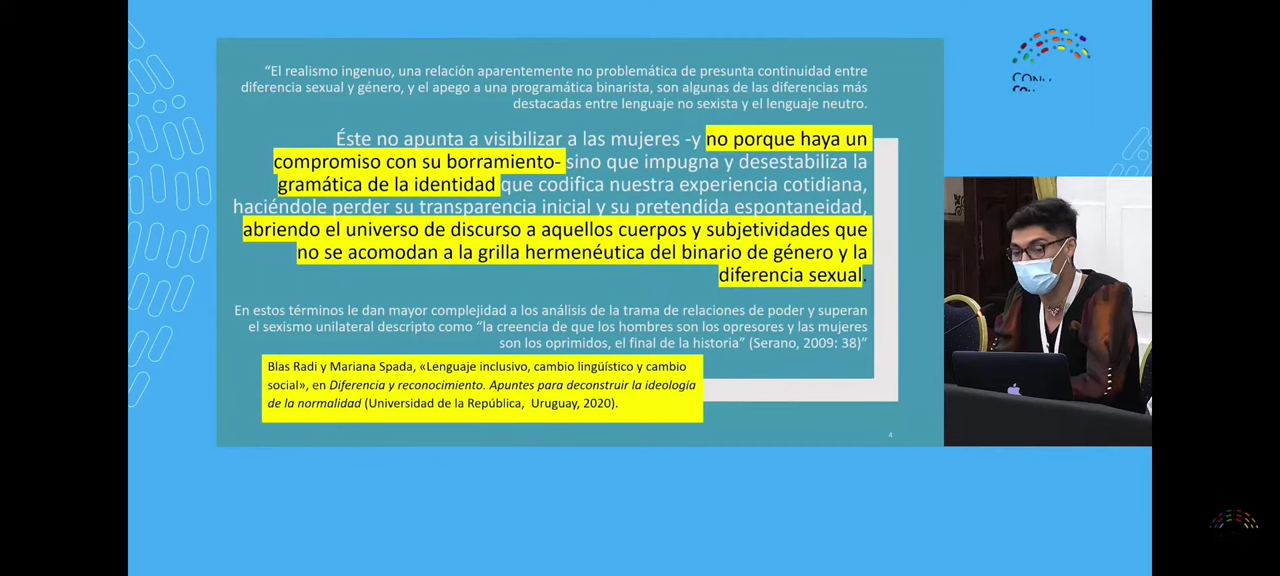 “El realismo ingenuo, una relación aparentemente no problemática de presunta continuidad entre
diferencia sexual y género, y el apego a una programática binarista, son algunas de las diferencias más
destacadas entre lenguaje no sexista y el lenguaje neutro.
Éste no apunta a visibilizar a las mujeres -y no porque haya un
compromiso con su borramiento- sino que impugna y desestabiliza la
gramática de la identidad que codifica nuestra experiencia cotidiana,
haciéndole perder su transparencia inicial y su pretendida espontaneidad,
abriendo el universo de discurso a aquellos cuerpos y subjetividades que
no se acomodan a la grilla hermenéutica del binario de género y la
diferencia sexual.
En estos términos le dan mayor complejidad a los análisis de la trama de relaciones de poder y superan
el sexismo unilateral descripto como “la creencia de que los hombres son los opresores y las mujeres
son los oprimidos, el final de la historia” (Serano, 2009: 38)”
Blas Radi y Mariana Spada, «Lenguaje inclusivo, cambio lingüístico y cambio
social», en Diferencia y reconocimiento. Apuntes para deconstruir la ideología
de la normalidad (Universidad de la República, Uruguay, 2020).
4